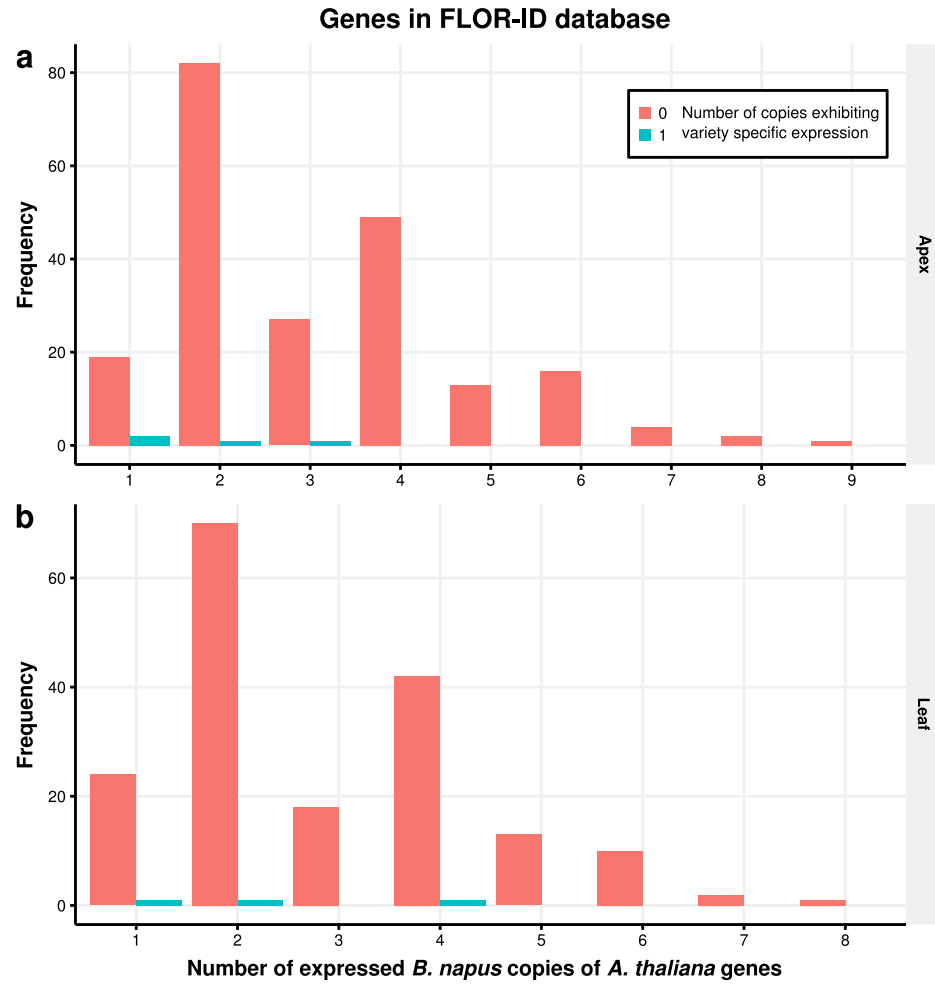 Genes in FLOR-ID database
a
80
60
40
20
0
Frequency
0 Number of copies exhibiting
1 variety specific expression
Apex
1 2 3 4 5 6 7 8 9
b
60
40
20
0
Frequency
Leaf
1 2 3 4 5 6 7 8
Number of expressed B. napus copies of A. thaliana genes